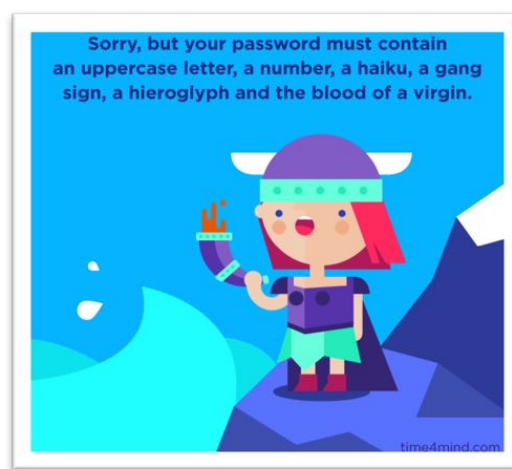 Sorry, but your password must contain
an uppercase letter, a number, a haiku, a gang
sign, a hieroglyph and the blood of a virgin.
time4mind.com